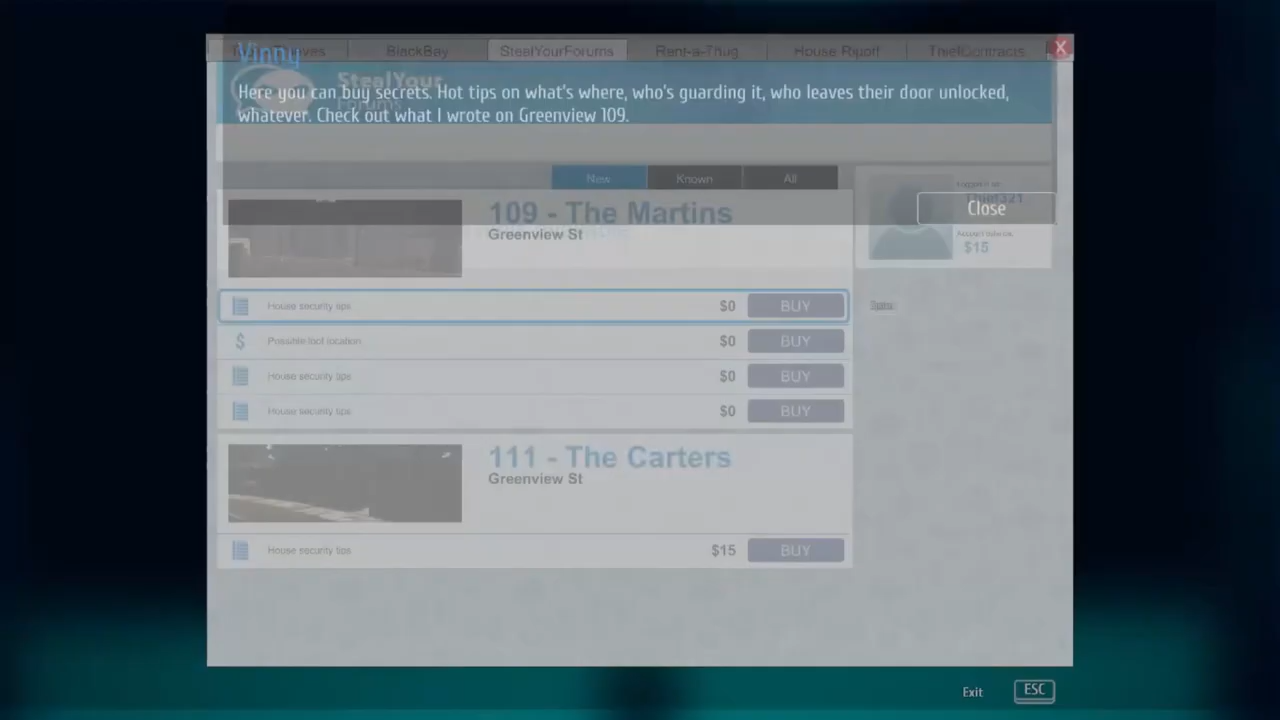 Vinny
BlackBay
StealYourForums
Rent-a-Thug
House Ripoff
ThiefContracts
X
StealYour
Forums
Here you can buy secrets. Hot tips on what's where, who's guarding it, who leaves their door unlocked,
whatever. Check out what I wrote on Greenview 109.
New
Known
All
109 - The Martins
Greenview St
Close
Thief321
$15
House security tips
$0
BUY
Possible loot location
$0
BUY
House security tips
$0
BUY
House security tips
$0
BUY
111 - The Carters
Greenview St
House security tips
$15
BUY
Exit
ESC